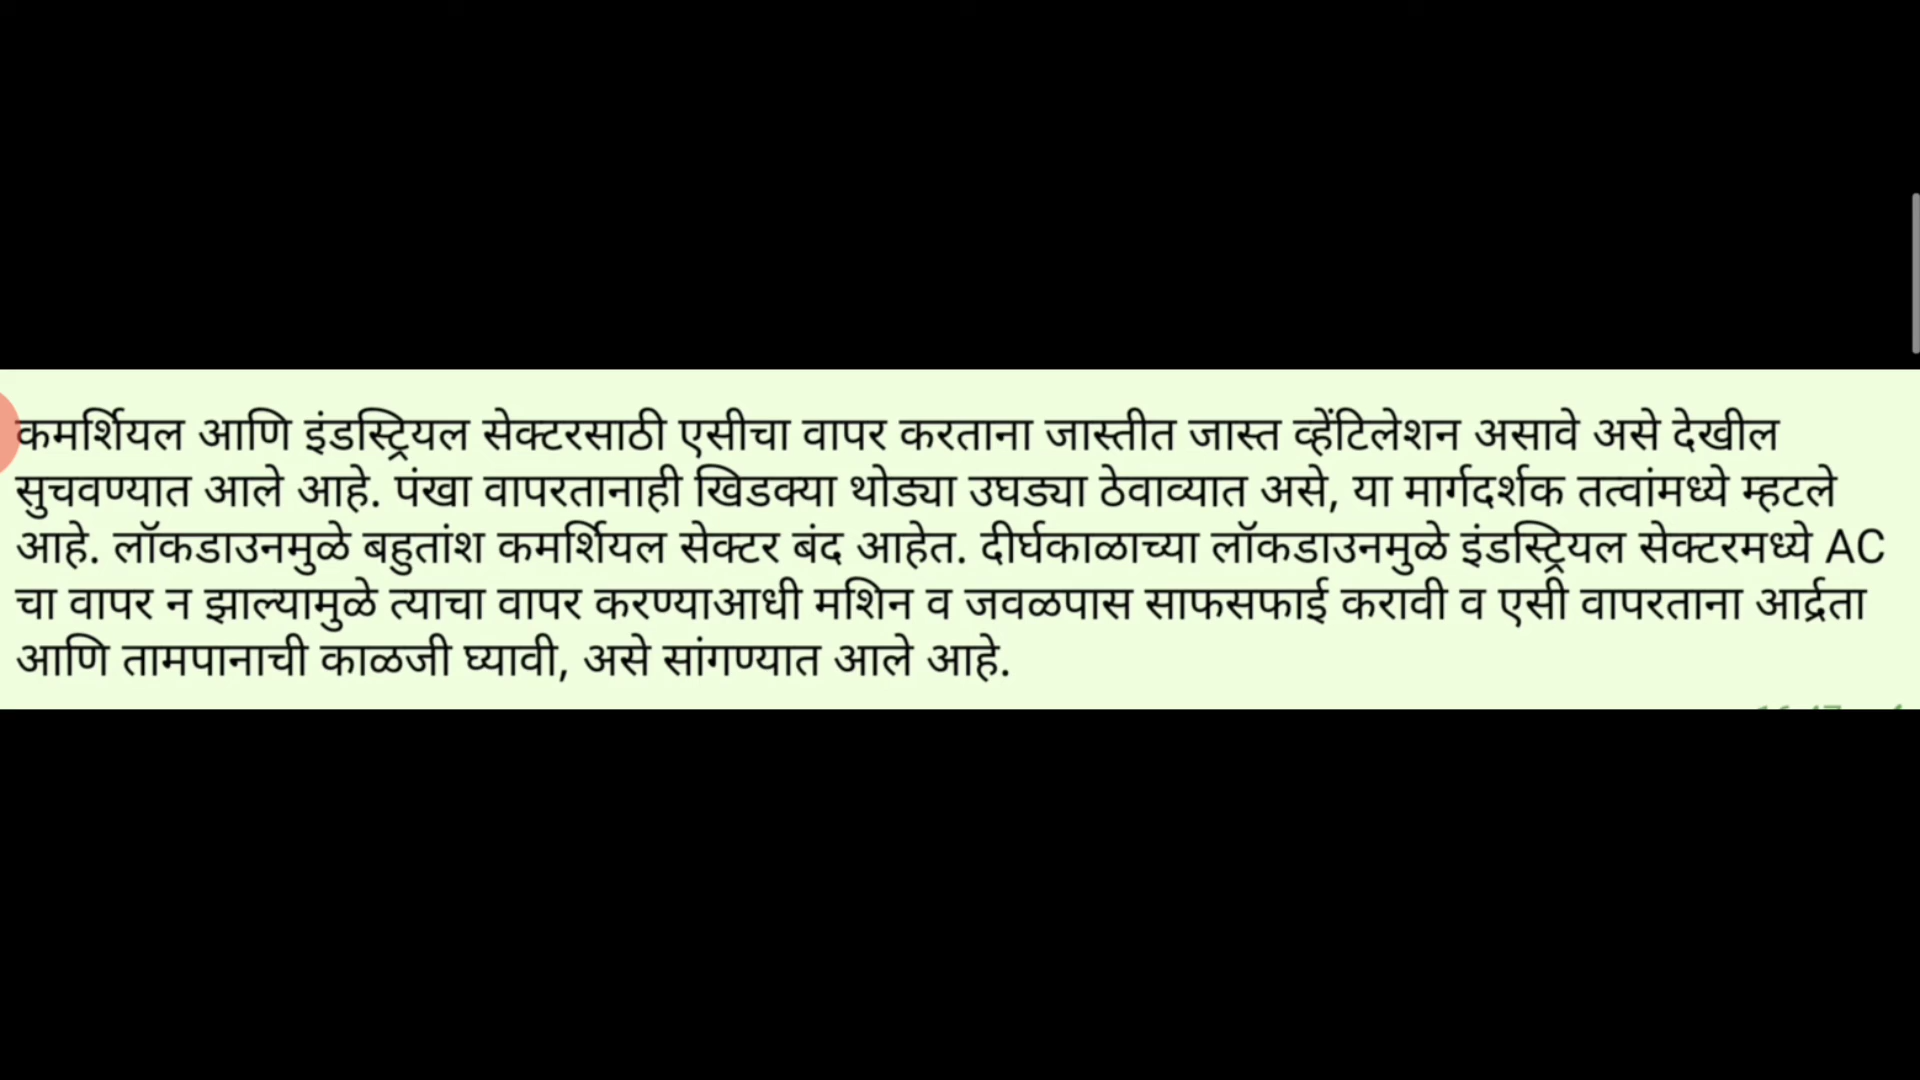 कमर्शियल आणि इंडस्ट्रियल सेक्टरसाठी एसीचा वापर करताना जास्तीत जास्त व्हेंटिलेशन असावे असे देखील
सुचवण्यात आले आहे. पंखा वापरतानाही खिडक्या थोड्या उघड्या ठेवाव्यात असे, या मार्गदर्शक तत्वांमध्ये म्हटले
आहे. लॉकडाउनमुळे बहुतांश कमर्शियल सेक्टर बंद आहेत. दीर्घकाळाच्या लॉकडाउनमुळे इंडस्ट्रियल सेक्टरमध्ये AC
चा वापर न झाल्यामुळे त्याचा वापर करण्याआधी मशिन व जवळपास साफसफाई करावी व एसी वापरताना आर्द्रता
आणि तामपानाची काळजी घ्यावी, असे सांगण्यात आले आहे.